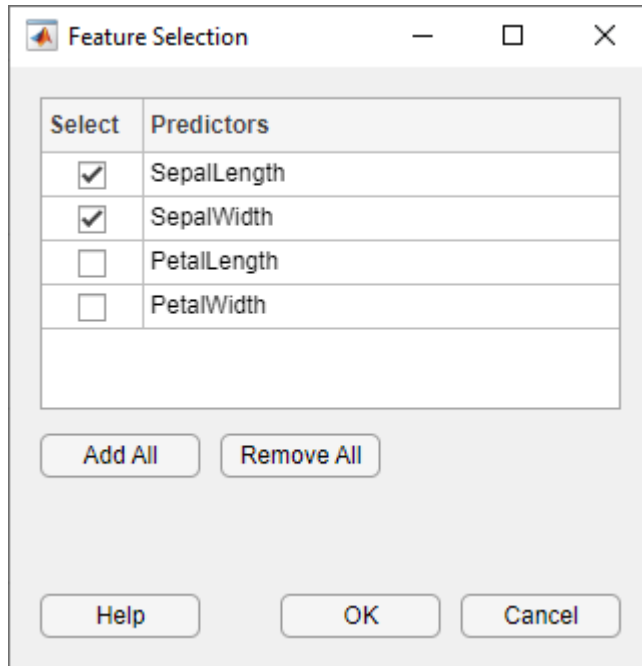 Feature Selection
Select Predictors
SepalLength
SepalWidth
PetalLength
PetalWidth
Add All Remove All
Help OK Cancel